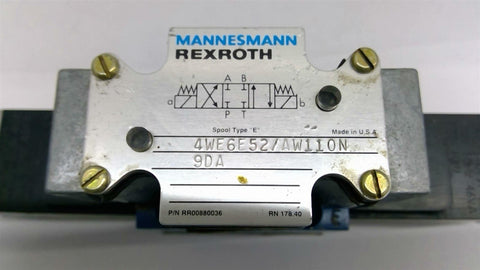 MANNESMANN
REXROTH
A B
a b
P T
Spool Type "E"
Made in U.S.A
4WE6E52/AW110N
9DA
P/N RR00880036 RN 178.40